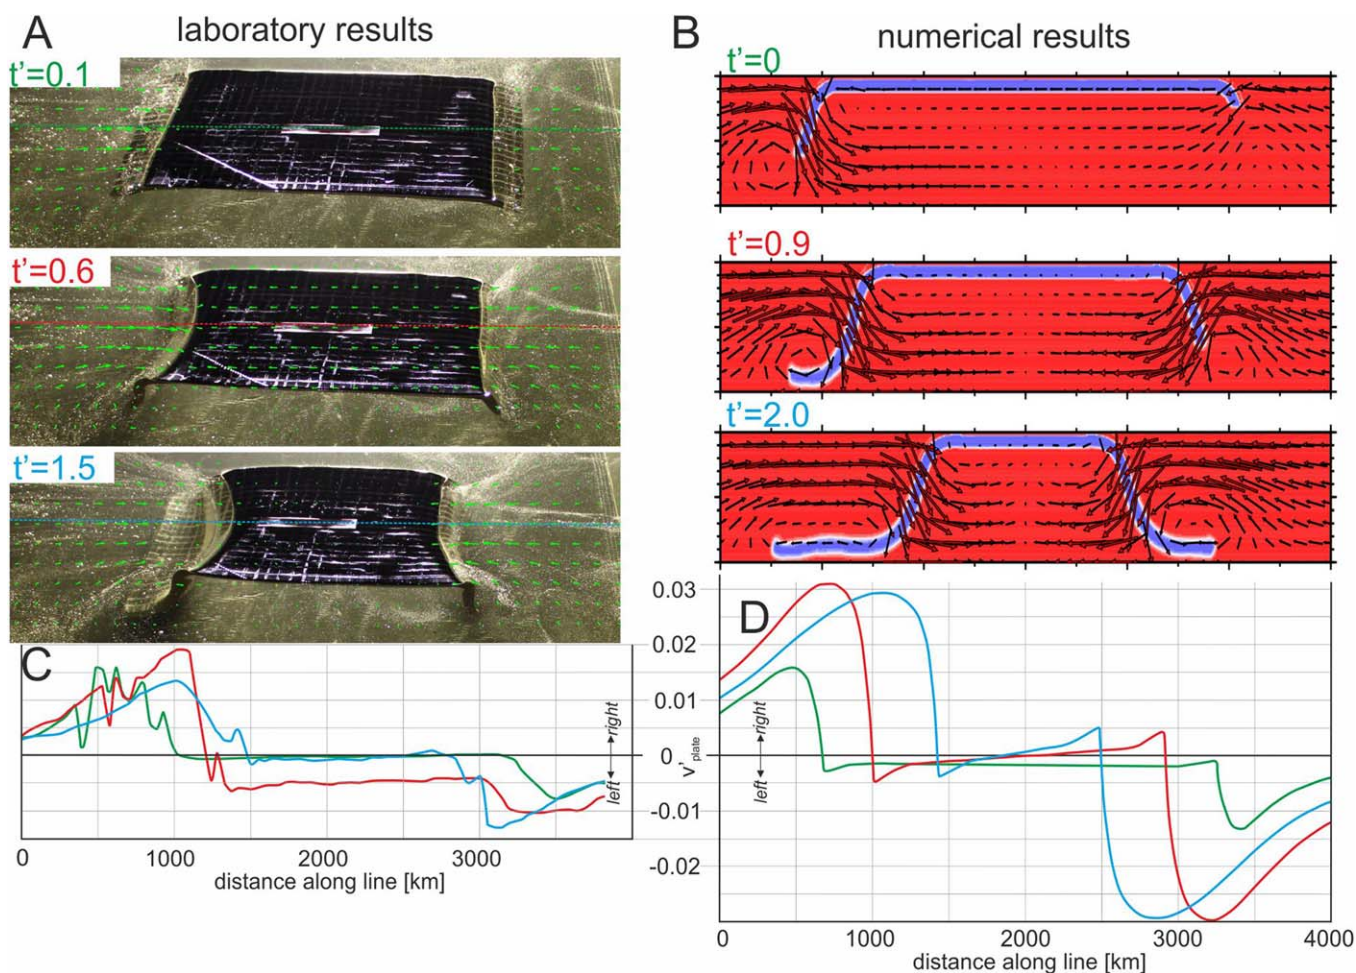 A laboratory results
B numerical results
t'=0.1
t'=0.6
t'=1.5
t'=0
t'=0.9
t'=2.0
C
D
0.03
0.02
0.01
0
-0.01
-0.02
v'plate
left
right
left
right
0 1000 2000 3000
distance along line [km]
0 1000 2000 3000 4000
distance along line [km]